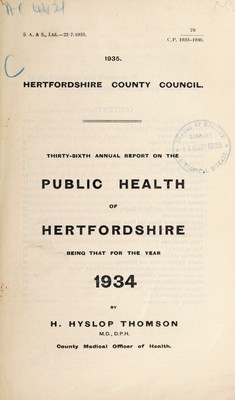 5 A. & S., Ltd.—22/7/1935.
79
C.P. 1935-1936.
1935.
HERTFORDSHIRE COUNTY COUNCIL.
THIRTY-SIXTH ANNUAL REPORT ON THE
PUBLIC HEALTH
OF
HERTFORDSHIRE
BEING THAT FOR THE YEAR
1934
BY
H. HYSLOP THOMSON
M.D., D.P.H.
County Medical Officer of Health.